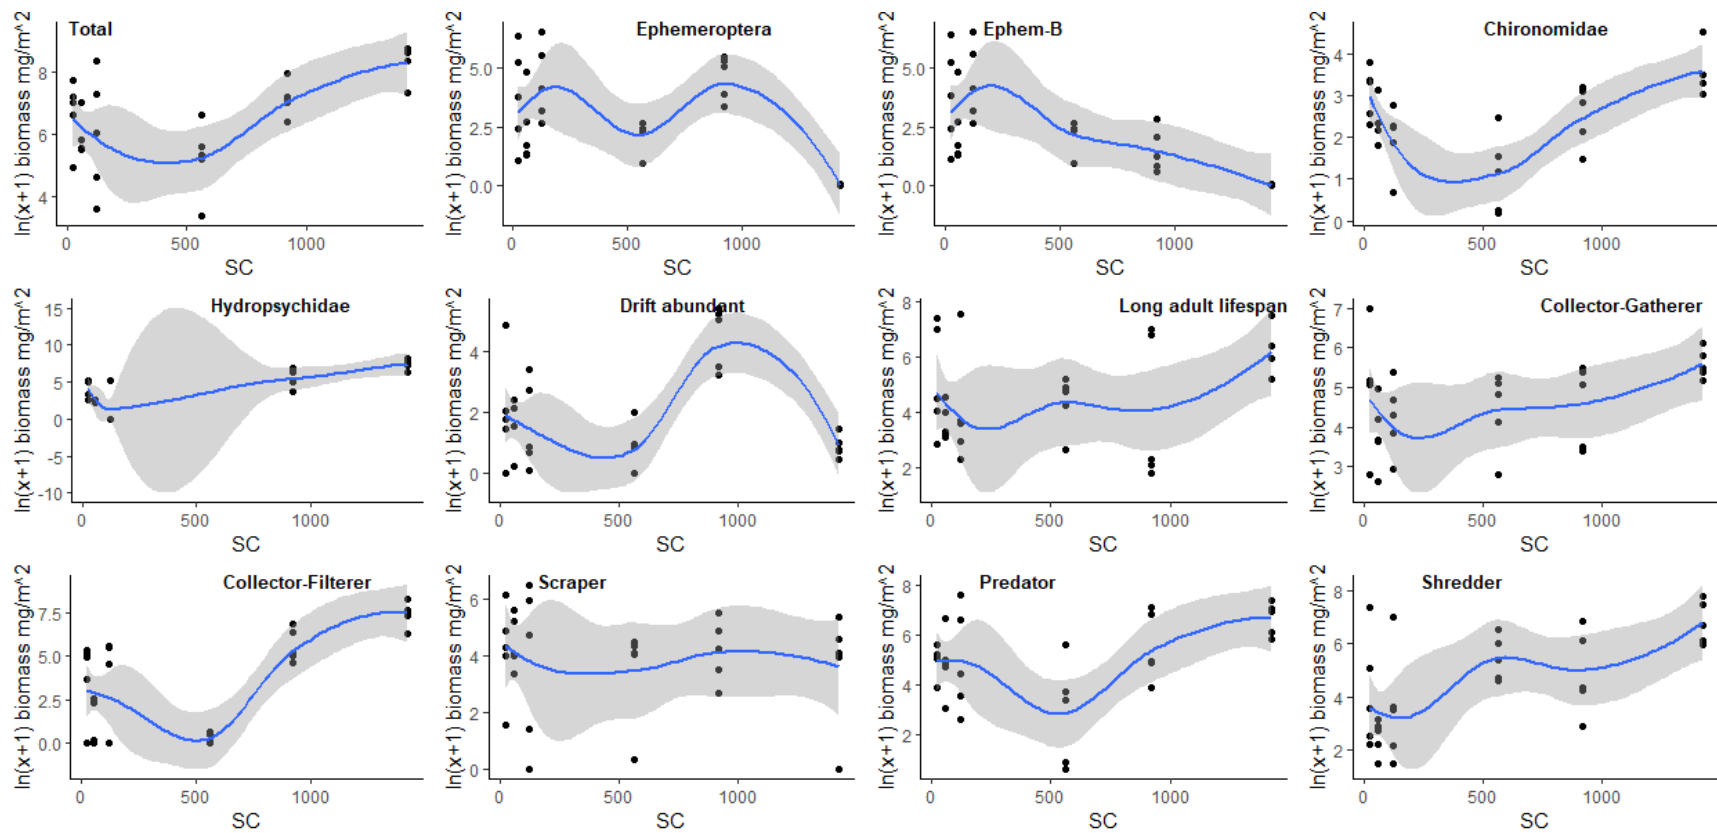 Total
ln(x+1) biomass mg/m^2
8
6
4
0 500 1000
SC
Ephemeroptera
ln(x+1) biomass mg/m^2
5.0
2.5
0.0
0 500 1000
SC
Ephem-B
ln(x+1) biomass mg/m^2
5.0
2.5
0.0
0 500 1000
SC
Chironomidae
ln(x+1) biomass mg/m^2
4
3
2
1
0
0 500 1000
SC
Hydropsychidae
ln(x+1) biomass mg/m^2
15
10
5
0
-5
-10
0 500 1000
SC
Drift abundant
ln(x+1) biomass mg/m^2
4
2
0
0 500 1000
SC
Long adult lifespan
ln(x+1) biomass mg/m^2
8
6
4
2
0 500 1000
SC
Collector-Gatherer
ln(x+1) biomass mg/m^2
7
6
5
4
3
0 500 1000
SC
Collector-Filterer
ln(x+1) biomass mg/m^2
7.5
5.0
2.5
0.0
0 500 1000
SC
Scraper
ln(x+1) biomass mg/m^2
6
4
2
0
0 500 1000
SC
Predator
ln(x+1) biomass mg/m^2
8
6
4
2
0 500 1000
SC
Shredder
ln(x+1) biomass mg/m^2
8
6
4
2
0 500 1000
SC